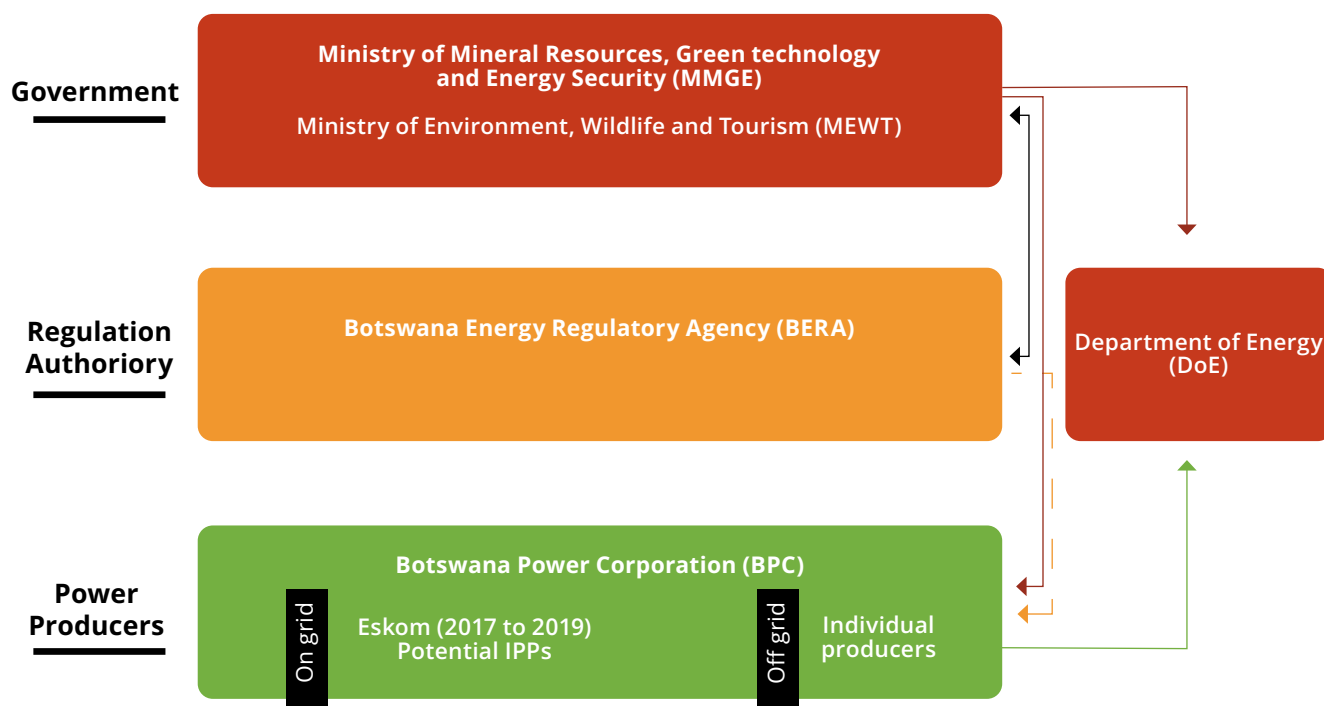 Government
Ministry of Mineral Resources, Green technology
and Energy Security (MMGE)
Ministry of Environment, Wildlife and Tourism (MEWT)
Regulation
Authoriory
Botswana Energy Regulatory Agency (BERA)
Department of Energy
(DoE)
Power
Producers
Botswana Power Corporation (BPC)
On grid
Eskom (2017 to 2019)
Potential IPPs
Off grid
Individual
producers